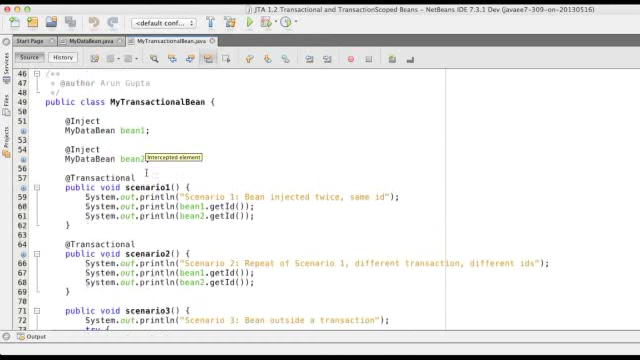 JTA 1.2 Transactional and TransactionScoped Beans - NetBeans IDE 7.3.1 Dev (javaee7-309-on-20130516)
<default conf...
Start Page
MyDataBean.java
MyTransactionalBean.java
Source
History
Services
Files
Projects
46 /**
47 * @author Arun Gupta
48 */
49 public class MyTransactionalBean {
50
51 @Inject
52 MyDataBean bean1;
53
54 @Inject
MyDataBean bean2;
Intercepted element
56
57 @Transactional
public void scenario1() {
59 System.out.println("Scenario 1: Bean injected twice, same id");
60 System.out.println(bean1.getId());
61 System.out.println(bean2.getId());
62 }
63
64 @Transactional
public void scenario2() {
66 System.out.println("Scenario 2: Repeat of Scenario 1, different transaction, different ids");
67 System.out.println(bean1.getId());
68 System.out.println(bean2.getId());
69 }
70
71 public void scenario3() {
72 System.out.println("Scenario 3: Bean outside a transaction");
73 try {
Output